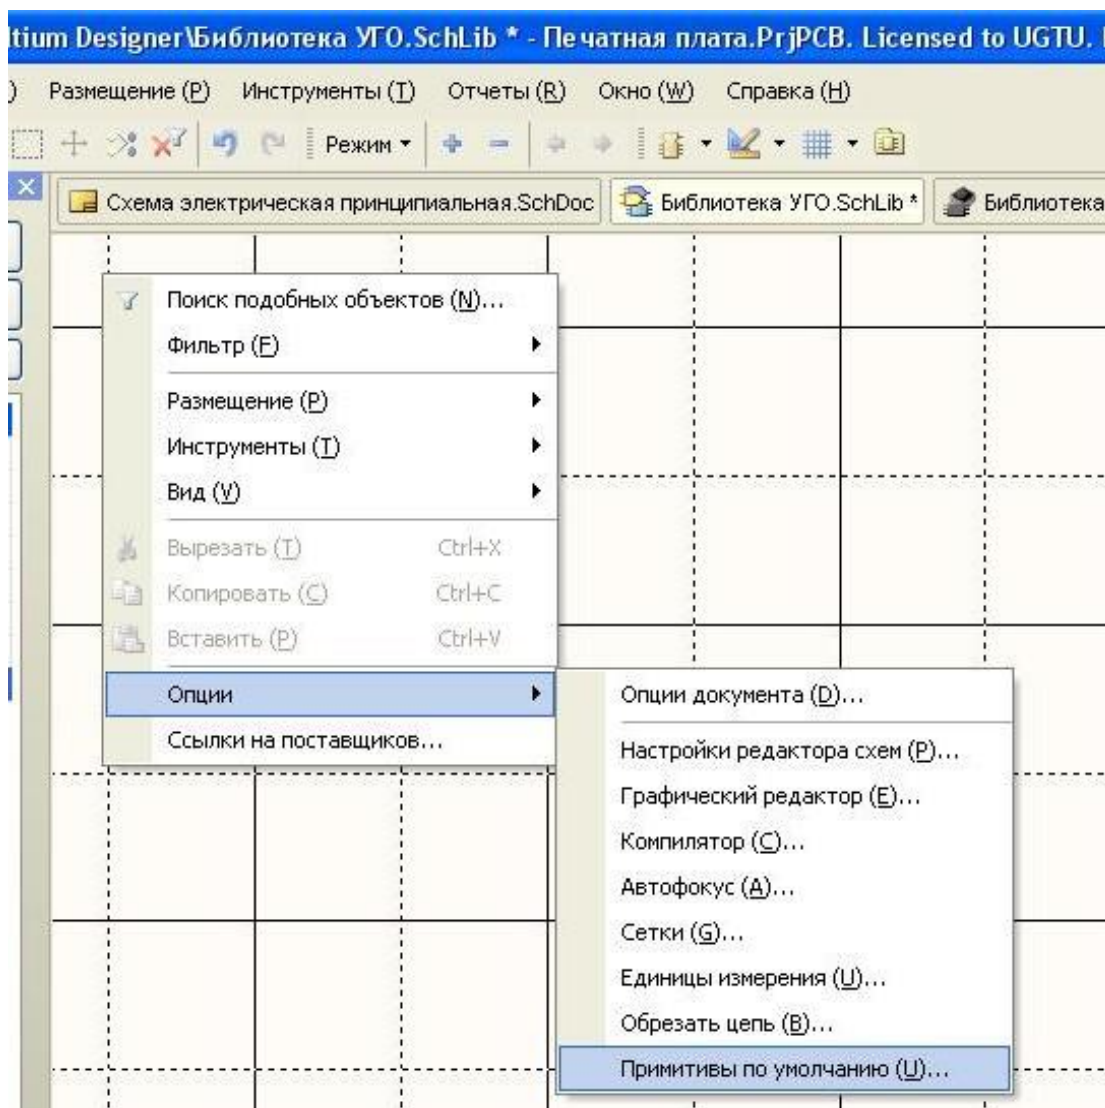 ltium Designer\Библиотека УГО.SchLib * - Печатная плата.PrjPCB. Licensed to UGTU.
) Размещение (P) Инструменты (T) Отчеты (R) Окно (W) Справка (H)
Режим
Схема электрическая принципиальная.SchDoc Библиотека УГО.SchLib * Библиотека
Поиск подобных объектов (N)...
Фильтр (F)
Размещение (P)
Инструменты (T)
Вид (V)
Вырезать (T) Ctrl+X
Копировать (C) Ctrl+C
Вставить (P) Ctrl+V
Опции
Ссылки на поставщиков...
Опции документа (D)...
Настройки редактора схем (P)...
Графический редактор (E)...
Компилятор (C)...
Автофокус (A)...
Сетки (G)...
Единицы измерения (U)...
Обрезать цепь (B)...
Примитивы по умолчанию (U)...